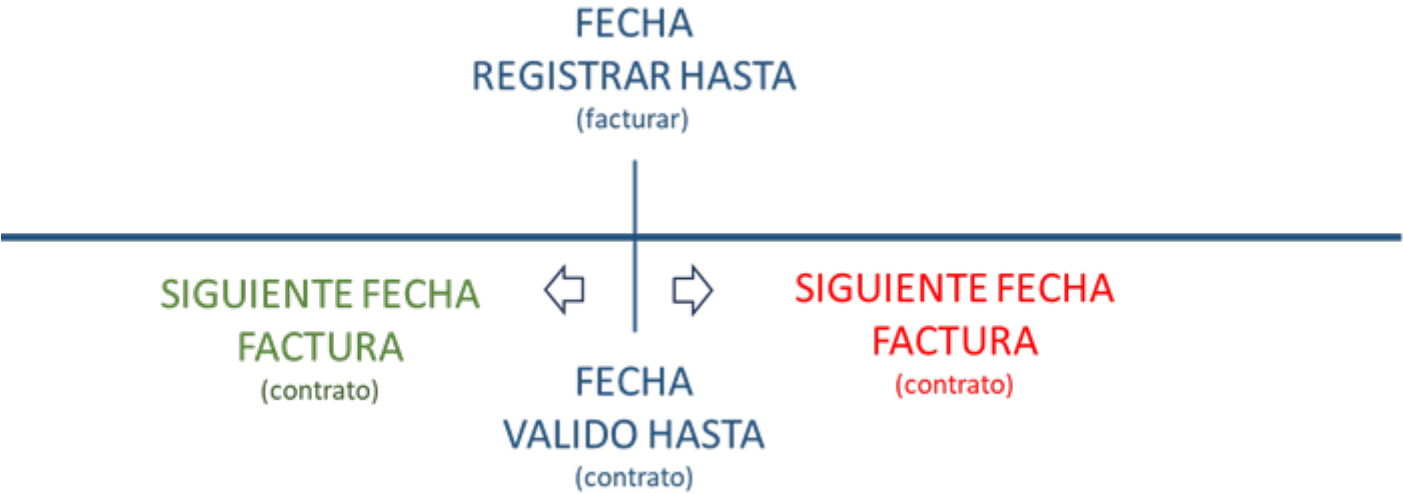 FECHA
REGISTRAR HASTA
(facturar)
SIGUIENTE FECHA
FACTURA
(contrato)
FECHA
VALIDO HASTA
(contrato)
SIGUIENTE FECHA
FACTURA
(contrato)